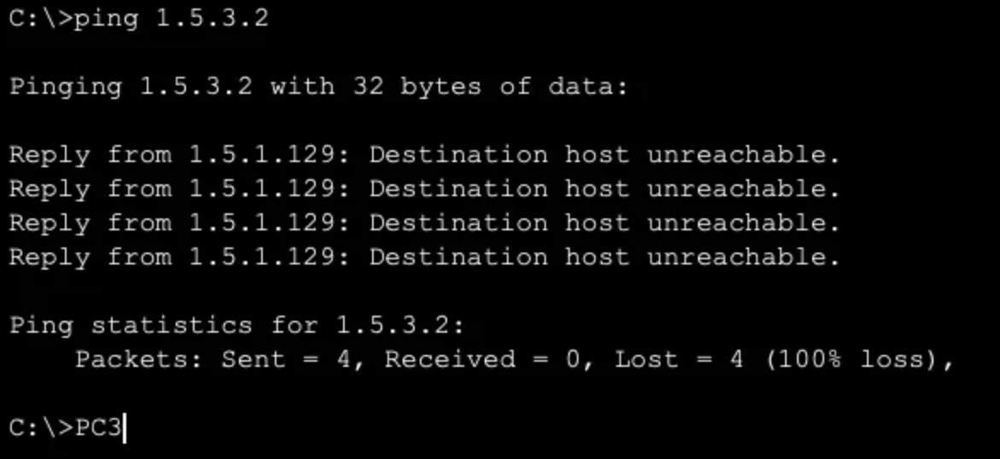 C:\>ping 1.5.3.2
Pinging 1.5.3.2 with 32 bytes of data:
Reply from 1.5.1.129: Destination host unreachable.
Reply from 1.5.1.129: Destination host unreachable.
Reply from 1.5.1.129: Destination host unreachable.
Reply from 1.5.1.129: Destination host unreachable.
Ping statistics for 1.5.3.2:
    Packets: Sent = 4, Received = 0, Lost = 4 (100% loss),
C:\>PC3